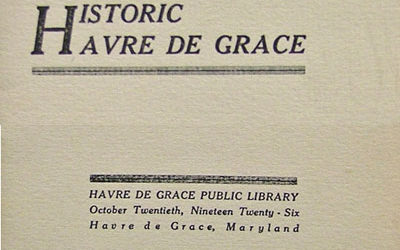 HISTORIC
HAVRE DE GRACE
HAVRE DE GRACE PUBLIC LIBRARY
October Twentieth, Nineteen Twenty - Six
Havre de Grace, Maryland